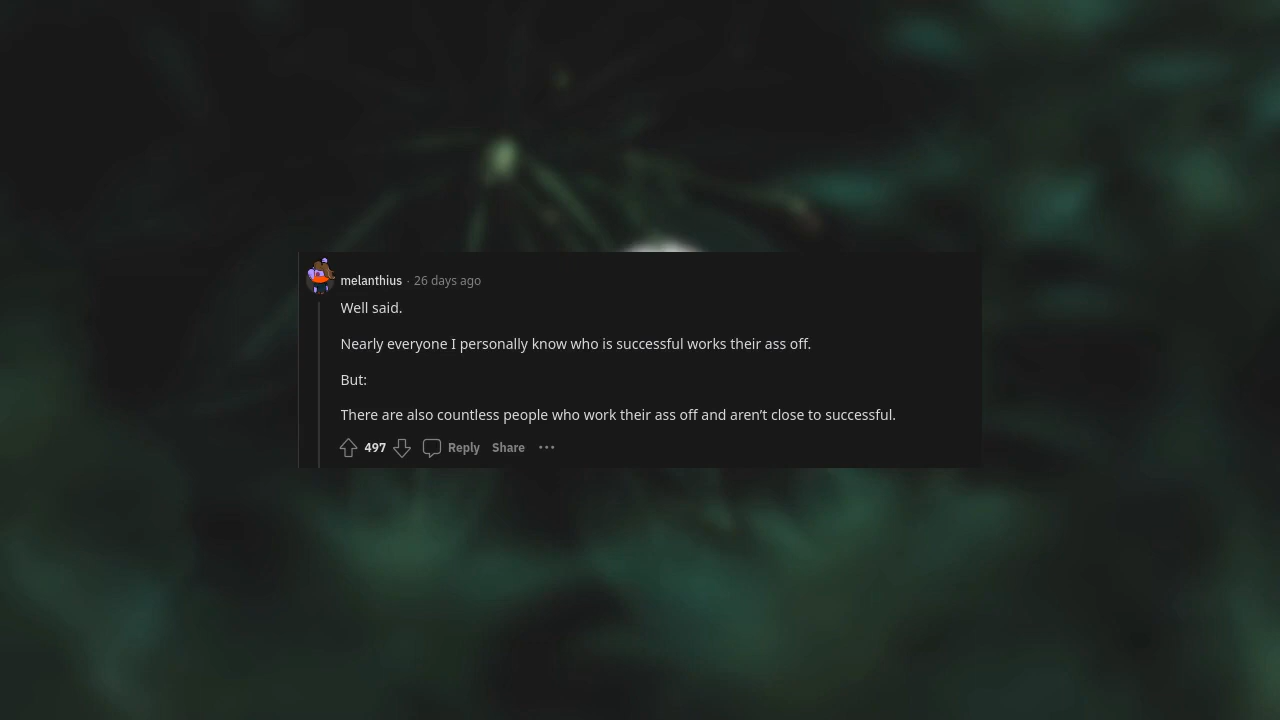 melanthius · 26 days ago
Well said.
Nearly everyone I personally know who is successful works their ass off.
But:
There are also countless people who work their ass off and aren’t close to successful.
497 Reply Share ···